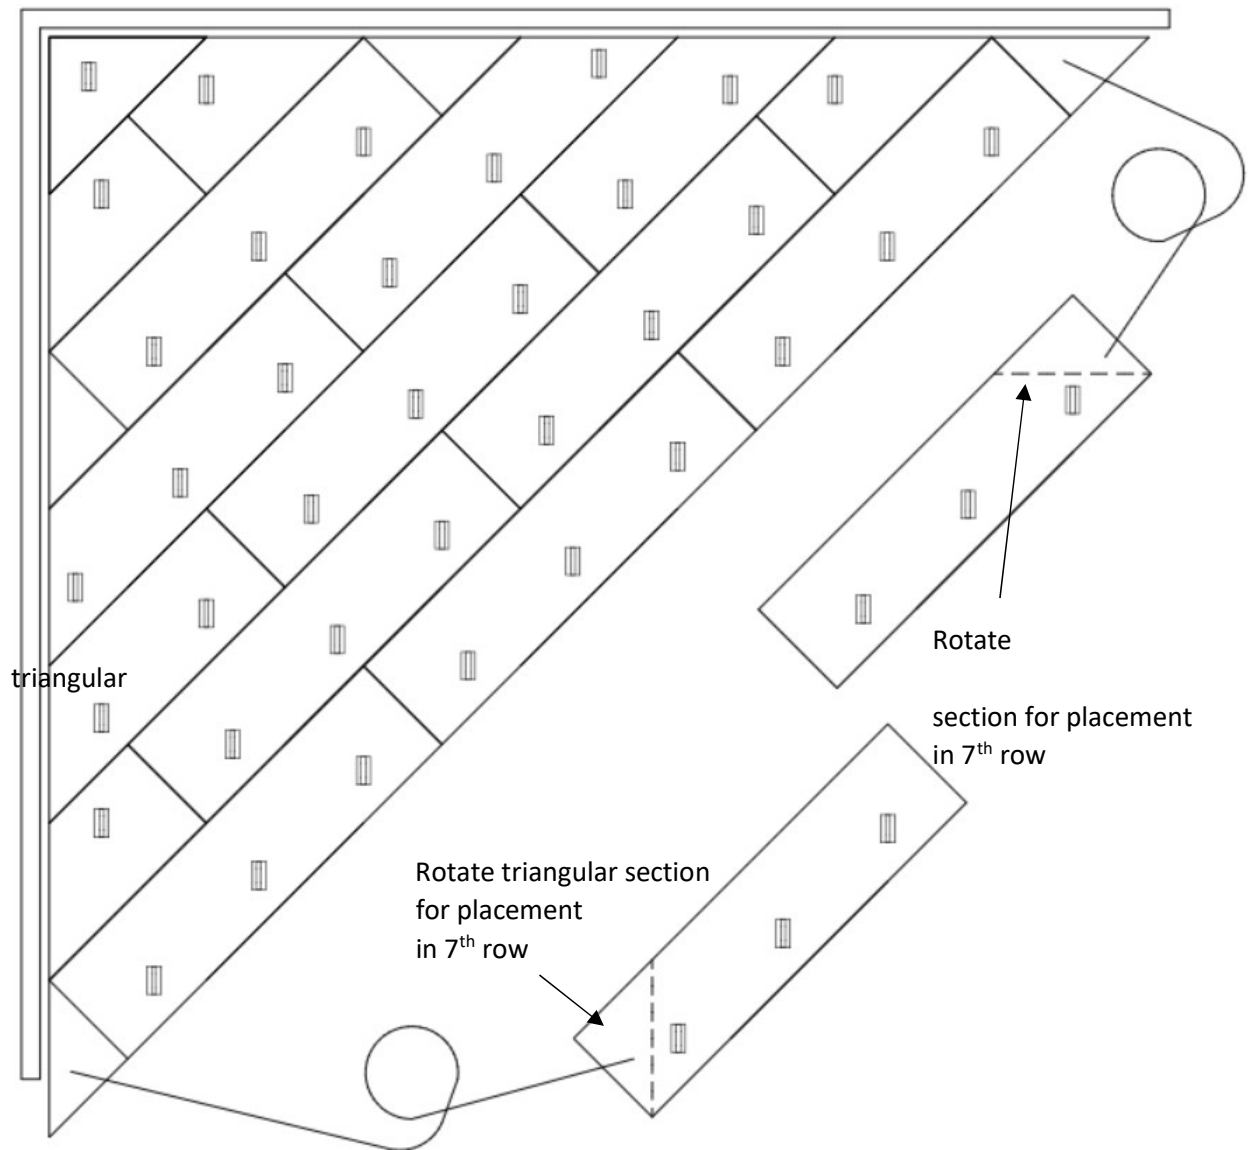 Rotate
triangular
section for placement
in 7th row
Rotate triangular section
for placement
in 7th row